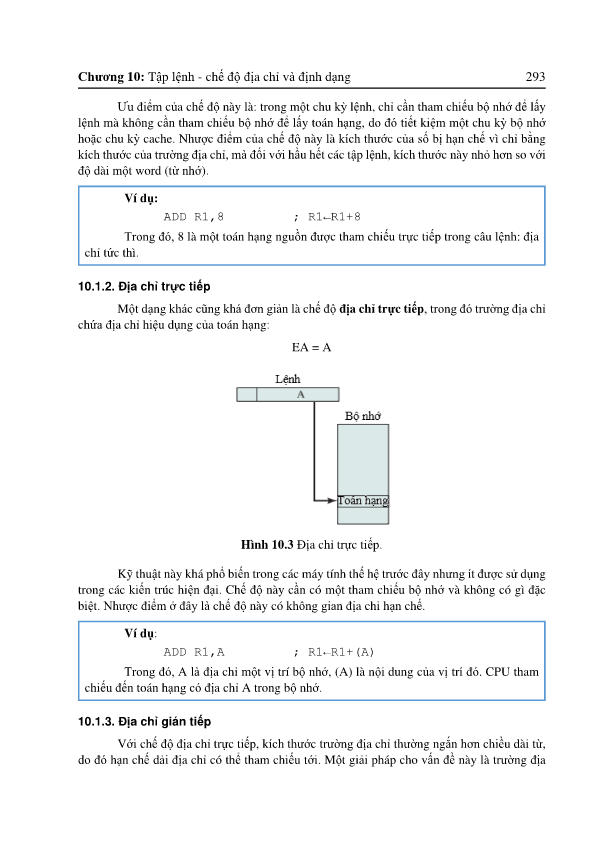 Chương 10: Tập lệnh - chế độ địa chỉ và định dạng 293
Ưu điểm của chế độ này là: trong một chu kỳ lệnh, chỉ cần tham chiếu bộ nhớ để lấy
lệnh mà không cần tham chiếu bộ nhớ để lấy toán hạng, do đó tiết kiệm một chu kỳ bộ nhớ
hoặc chu kỳ cache. Nhược điểm của chế độ này là kích thước của số bị hạn chế vì chỉ bằng
kích thước của trường địa chỉ, mà đối với hầu hết các tập lệnh, kích thước này nhỏ hơn so với
độ dài một word (từ nhớ).
Ví dụ:
ADD R1,8 ; R1←R1+8
Trong đó, 8 là một toán hạng nguồn được tham chiếu trực tiếp trong câu lệnh: địa
chỉ tức thì.
10.1.2. Địa chỉ trực tiếp
Một dạng khác cũng khá đơn giản là chế độ địa chỉ trực tiếp, trong đó trường địa chỉ
chứa địa chỉ hiệu dụng của toán hạng:
EA = A
Lệnh
A
Bộ nhớ
Toán hạng
Hình 10.3 Địa chỉ trực tiếp.
Kỹ thuật này khá phổ biến trong các máy tính thế hệ trước đây nhưng ít được sử dụng
trong các kiến trúc hiện đại. Chế độ này cần có một tham chiếu bộ nhớ và không có gì đặc
biệt. Nhược điểm ở đây là chế độ này có không gian địa chỉ hạn chế.
Ví dụ:
ADD R1,A ; R1←R1+(A)
Trong đó, A là địa chỉ một vị trí bộ nhớ, (A) là nội dung của vị trí đó. CPU tham
chiếu đến toán hạng có địa chỉ A trong bộ nhớ.
10.1.3. Địa chỉ gián tiếp
Với chế độ địa chỉ trực tiếp, kích thước trường địa chỉ thường ngắn hơn chiều dài từ,
do đó hạn chế dải địa chỉ có thể tham chiếu tới. Một giải pháp cho vấn đề này là trường địa